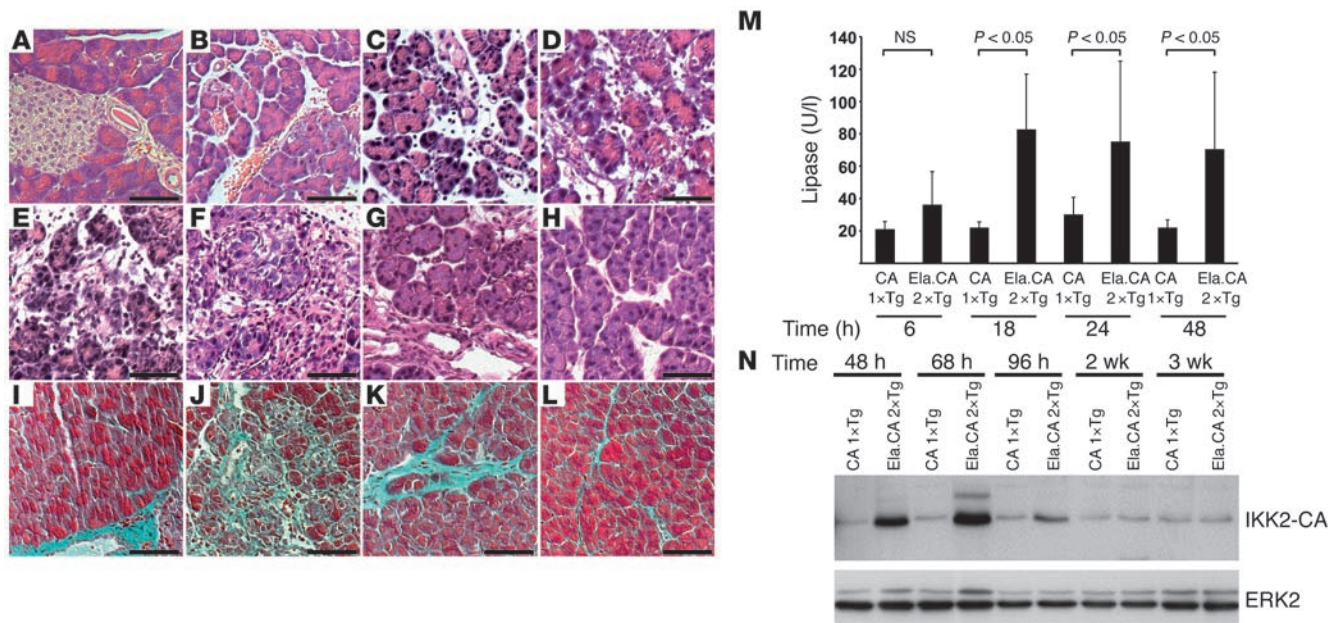 A B C D
E F G H
I J K L
M
Lipase (U/l)
140
120
100
80
60
40
20
NS P < 0.05 P < 0.05 P < 0.05
CA Ela.CA CA Ela.CA CA Ela.CA CA Ela.CA
1×Tg 2×Tg 1×Tg 2×Tg 1×Tg 2×Tg 1×Tg 2×Tg
Time (h) 6 18 24 48
N Time 48 h 68 h 96 h 2 wk 3 wk
CA 1×Tg
Ela.CA 2×Tg
CA 1×Tg
Ela.CA 2×Tg
CA 1×Tg
Ela.CA 2×Tg
CA 1×Tg
Ela.CA 2×Tg
CA 1×Tg
Ela.CA 2×Tg
IKK2-CA
ERK2